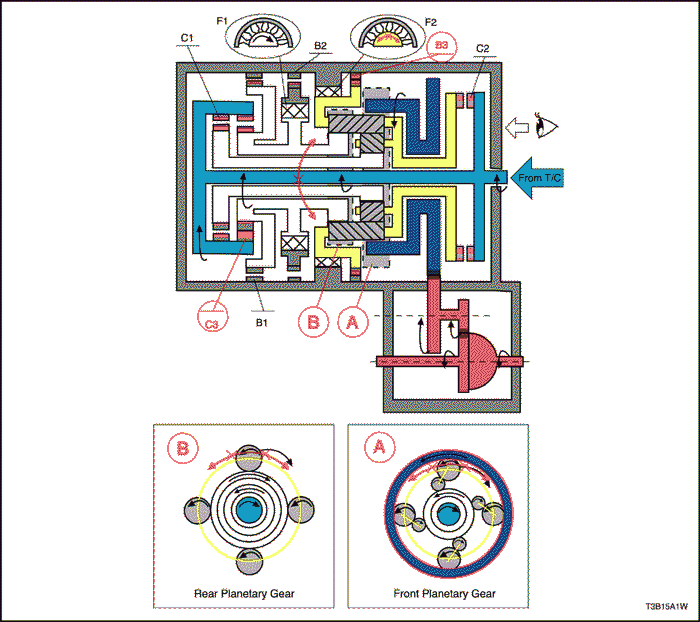 F1
F2
C1
B2
B3
C2
From T/C
C3
B1
B
A
B
A
Rear Planetary Gear
Front Planetary Gear
T3B15A1W